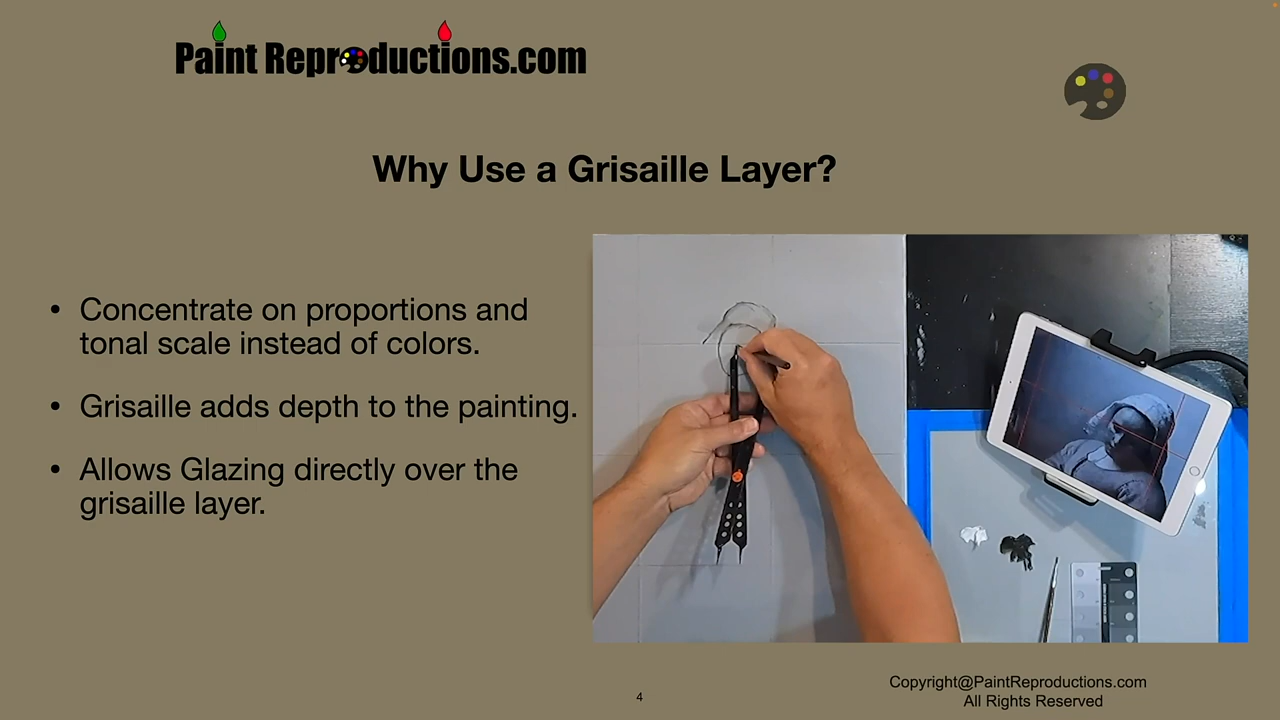 Paint Reproductions.com
Why Use a Grisaille Layer?
• Concentrate on proportions and
tonal scale instead of colors.
• Grisaille adds depth to the painting.
• Allows Glazing directly over the
grisaille layer.
4
Copyright@PaintReproductions.com
All Rights Reserved